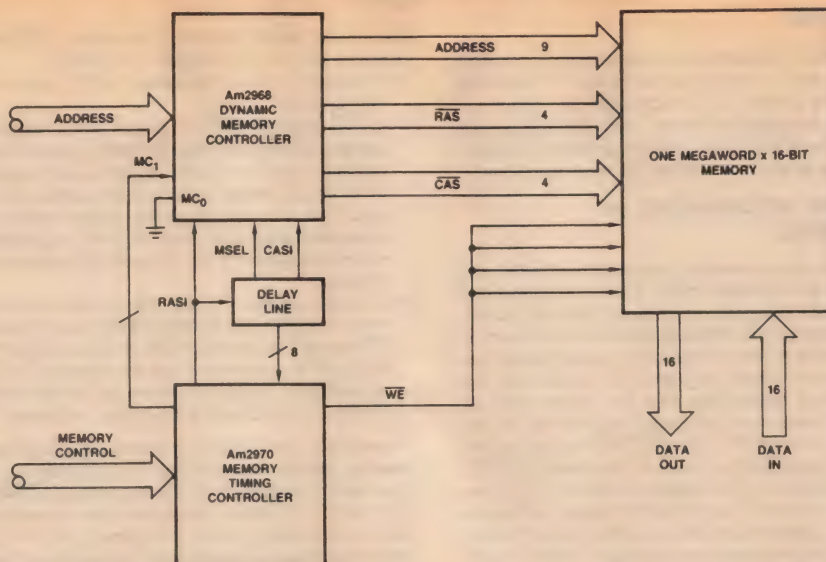 Am2968
DYNAMIC
MEMORY
CONTROLLER
ADDRESS
MC₁
MC₀
ADDRESS 9
RAS 4
CAS 4
ONE MEGAWORD x 16-BIT
MEMORY
MSEL CASI
RASI
DELAY
LINE
8
WE
MEMORY
CONTROL
Am2970
MEMORY
TIMING
CONTROLLER
16
16
DATA
OUT
DATA
IN